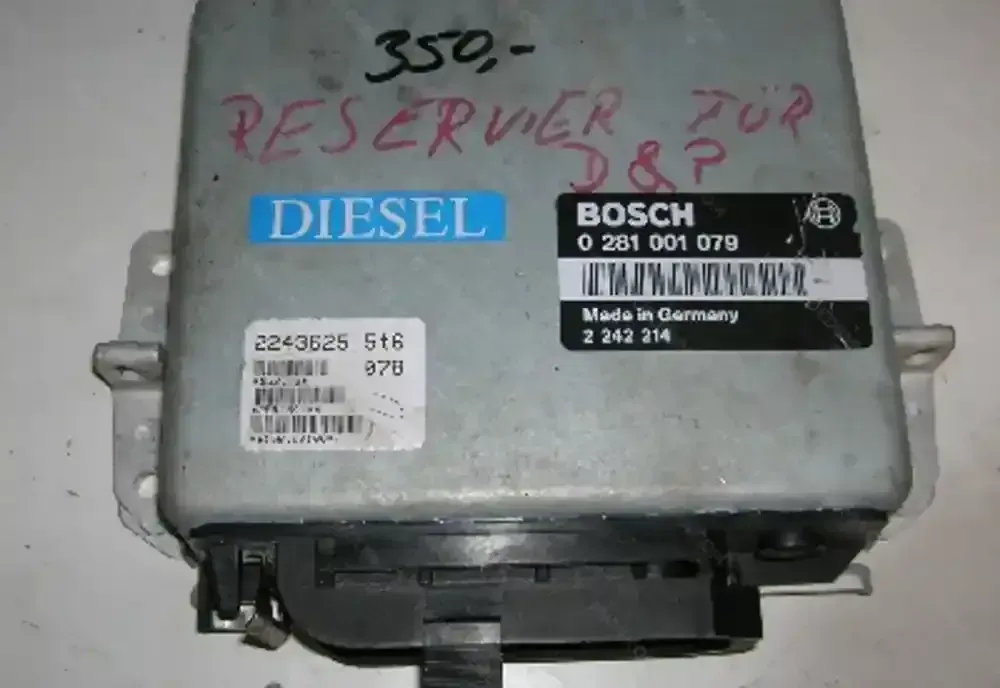 350,-
RESERVIER FÜR
D&P
DIESEL
BOSCH
0 281 001 079
Made in Germany
2 242 214
2243625 5t6
078